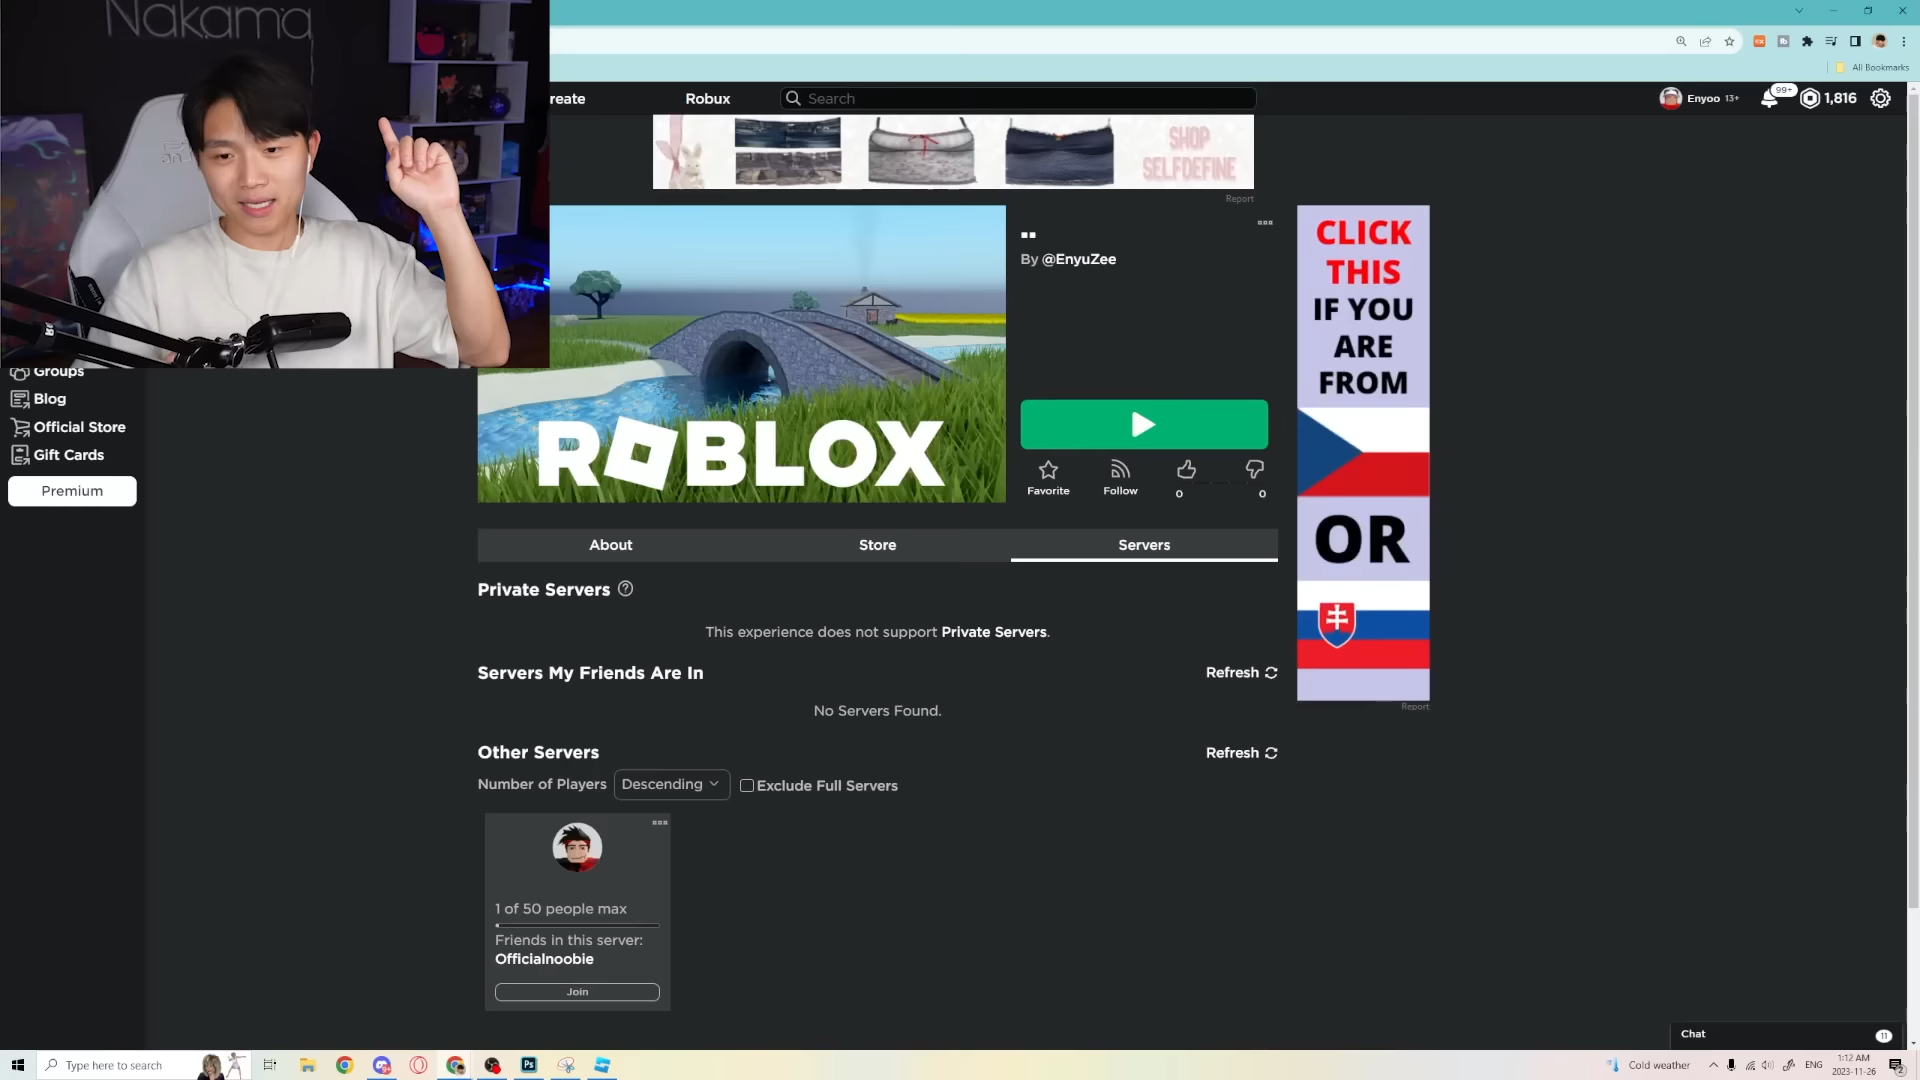 Nakama
All Bookmarks
reate
Robux
Search
Enyoo 13+
99+
1,816
SHOP
SELFDEFINE
Report
By @EnyuZee
CLICK
THIS
IF YOU
ARE
FROM
OR
Report
ROBLOX
Groups
Blog
Official Store
Gift Cards
Premium
Favorite
Follow
0
0
About
Store
Servers
Private Servers
This experience does not support Private Servers.
Servers My Friends Are In
Refresh
No Servers Found.
Other Servers
Refresh
Number of Players
Descending
Exclude Full Servers
1 of 50 people max
Friends in this server:
Officialnoobie
Join
Chat
11
Type here to search
Ps
Cold weather
ENG
1:12 AM
2023-11-26
2